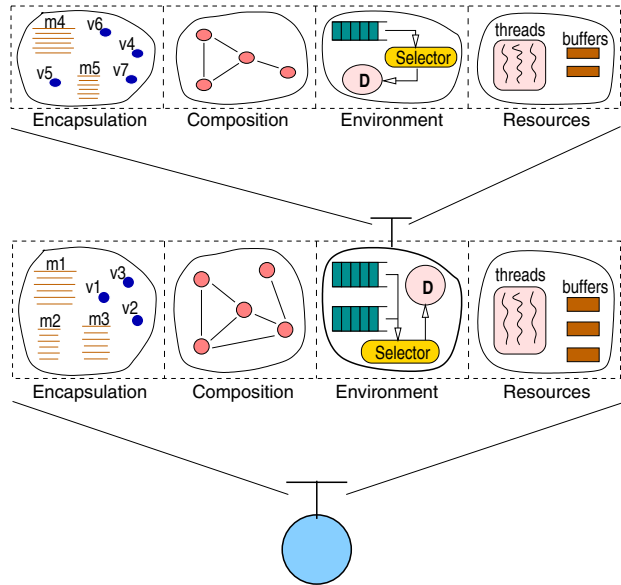 m4 v6 v4 v5 m5 v7
Selector
D
threads buffers
Encapsulation Composition Environment Resources
m1 v3 v1 v2 m2 m3
D
Selector
threads buffers
Encapsulation Composition Environment Resources